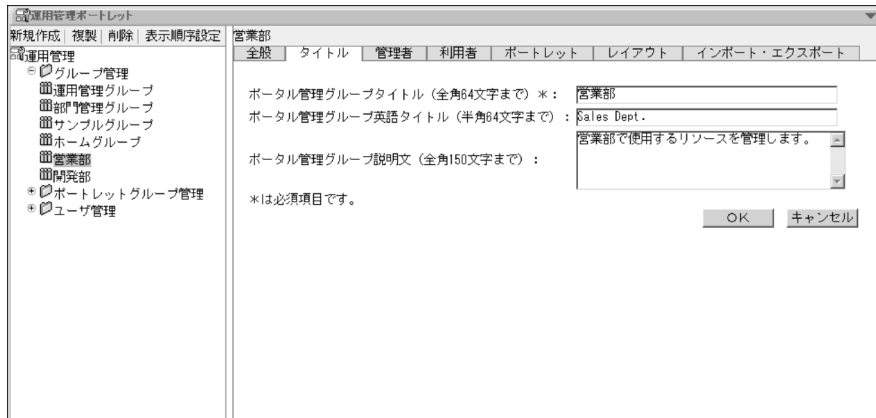 運用管理ポートレット
新規作成 複製 削除 表示順序設定
運用管理
グループ管理
運用管理グループ
部門管理グループ
サンプルグループ
ホームグループ
営業部
開発部
ポートレットグループ管理
ユーザ管理
営業部
全般 タイトル 管理者 利用者 ポートレット レイアウト インポート・エクスポート
ポータル管理グループタイトル（全角64文字まで）＊： 営業部
ポータル管理グループ英語タイトル（半角64文字まで）： Sales Dept.
ポータル管理グループ説明文（全角150文字まで）： 営業部で使用するリソースを管理します。
＊は必須項目です。
OK キャンセル